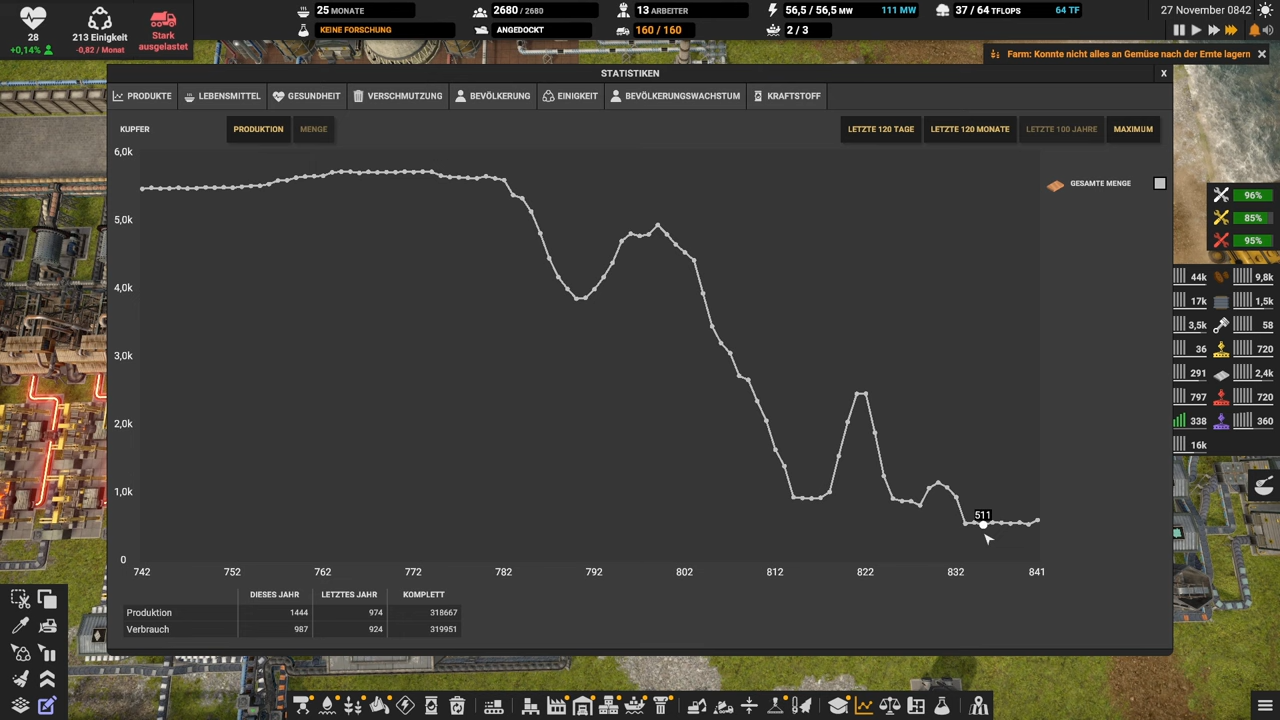 28
+0,14%
213 Einigkeit
-0,82 / Monat
Stark
ausgelastet
25 MONATE
KEINE FORSCHUNG
2680 / 2680
ANGEDOCKT
13 ARBEITER
160 / 160
56,5 / 56,5 MW 111 MW
2 / 3
37 / 64 TFLOPS 64 TF
27 November 0842
Farm: Konnte nicht alles an Gemüse nach der Ernte lagern X
STATISTIKEN
X
PRODUKTE LEBENSMITTEL GESUNDHEIT VERSCHMUTZUNG BEVÖLKERUNG EINIGKEIT BEVÖLKERUNGSWACHSTUM KRAFTSTOFF
KUPFER PRODUKTION MENGE LETZTE 120 TAGE LETZTE 120 MONATE LETZTE 100 JAHRE MAXIMUM
6,0k
5,0k
4,0k
3,0k
2,0k
1,0k
0
GESAMTE MENGE
511
742 752 762 772 782 792 802 812 822 832 841
DIESES JAHR LETZTES JAHR KOMPLETT
Produktion 1444 974 318667
Verbrauch 987 924 319951
96%
85%
95%
44k 9,8k
17k 1,5k
3,5k 58
36 720
291 2,4k
797 720
338 360
16k